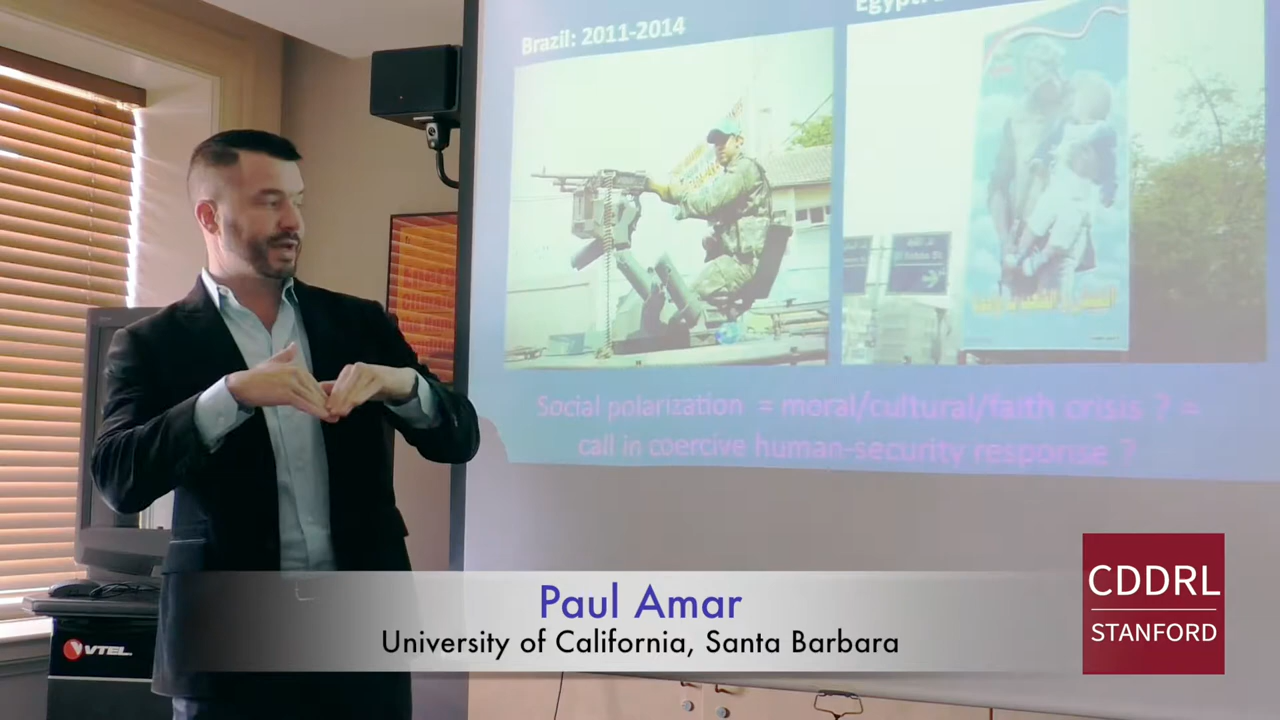 Brazil: 2011-2014
Egypt:
Social polarization = moral/cultural/faith crisis ? =
call in coercive human-security response ?
Paul Amar
University of California, Santa Barbara
CDDRL
STANFORD
VTEL